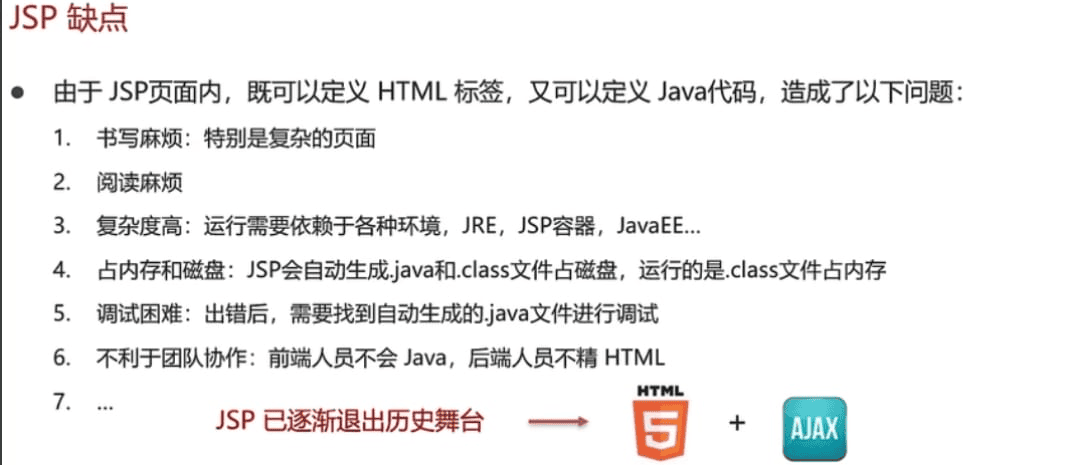 JSP 缺点
● 由于 JSP页面内，既可以定义 HTML 标签，又可以定义 Java代码，造成了以下问题：
1. 书写麻烦：特别是复杂的页面
2. 阅读麻烦
3. 复杂度高：运行需要依赖于各种环境，JRE，JSP容器，JavaEE...
4. 占内存和磁盘：JSP会自动生成.java和.class文件占磁盘，运行的是.class文件占内存
5. 调试困难：出错后，需要找到自动生成的.java文件进行调试
6. 不利于团队协作：前端人员不会 Java，后端人员不精 HTML
7. ...
JSP 已逐渐退出历史舞台 → HTML 5 + AJAX